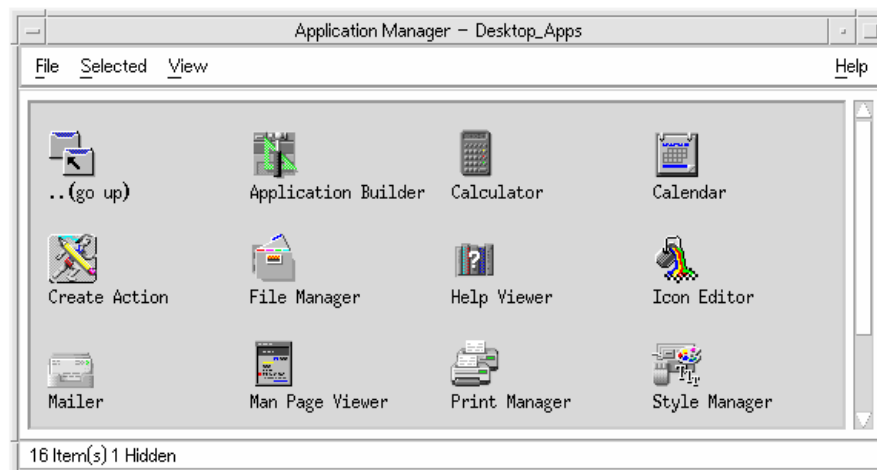 Application Manager - Desktop_Apps
File Selected View Help
..(go up) Application Builder Calculator Calendar
Create Action File Manager Help Viewer Icon Editor
Mailer Man Page Viewer Print Manager Style Manager
16 Item(s) 1 Hidden